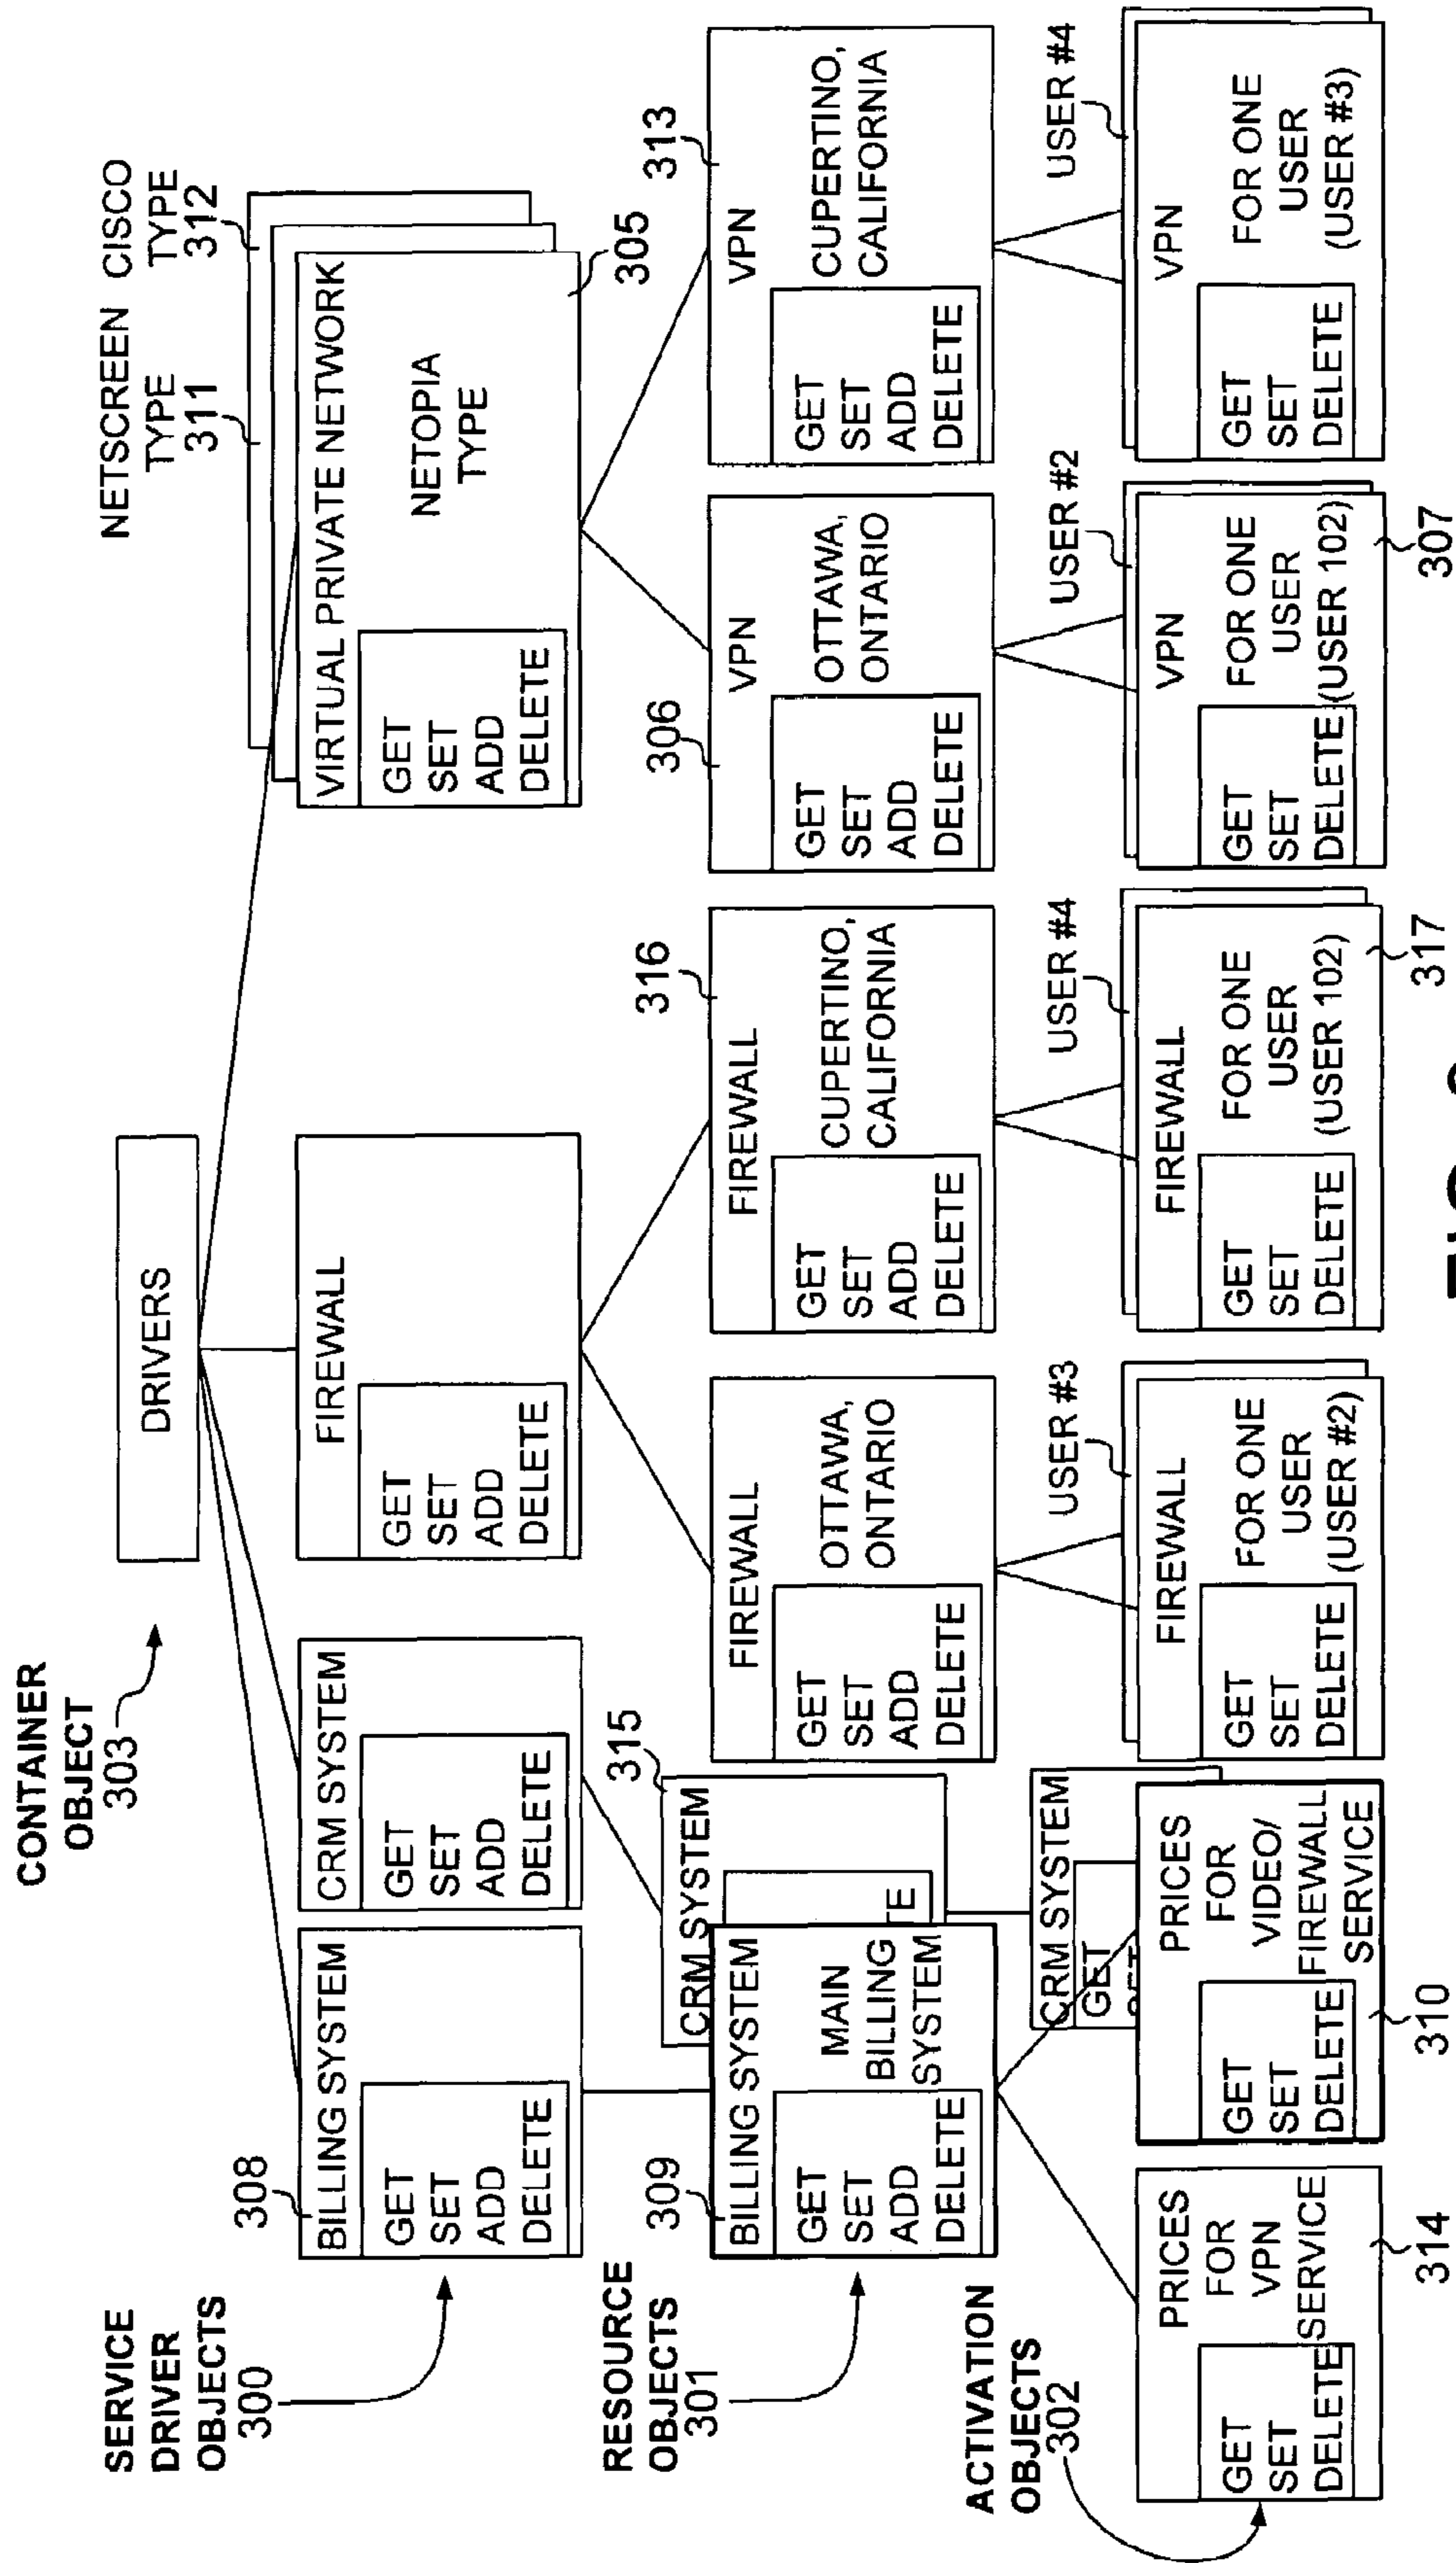 CONTAINER
OBJECT
303
DRIVERS
NETSCREEN
TYPE
311
CISCO
TYPE
312
SERVICE
DRIVER
OBJECTS
300
308
BILLING SYSTEM
GET
SET
ADD
DELETE
CRM SYSTEM
GET
SET
ADD
DELETE
FIREWALL
GET
SET
ADD
DELETE
VIRTUAL PRIVATE NETWORK
NETOPIA
TYPE
GET
SET
ADD
DELETE
305
RESOURCE
OBJECTS
301
309
BILLING SYSTEM
MAIN
BILLING
SYSTEM
GET
SET
ADD
DELETE
315
CRM SYSTEM
TE
FIREWALL
OTTAWA,
ONTARIO
GET
SET
ADD
DELETE
316
FIREWALL
CUPERTINO,
CALIFORNIA
GET
SET
ADD
DELETE
306
VPN
OTTAWA,
ONTARIO
GET
SET
ADD
DELETE
313
VPN
CUPERTINO,
CALIFORNIA
GET
SET
ADD
DELETE
ACTIVATION
OBJECTS
302
PRICES
FOR
VPN
SERVICE
GET
SET
DELETE
314
CRM SYSTEM
GET
PRICES
FOR
VIDEO/
FIREWALL
SERVICE
GET
SET
DELETE
310
USER #3
FIREWALL
FOR ONE
USER
(USER #2)
GET
SET
DELETE
USER #4
FIREWALL
FOR ONE
USER
(USER 102)
GET
SET
DELETE
317
USER #2
VPN
FOR ONE
USER
(USER 102)
GET
SET
DELETE
307
USER #4
VPN
FOR ONE
USER
(USER #3)
GET
SET
DELETE